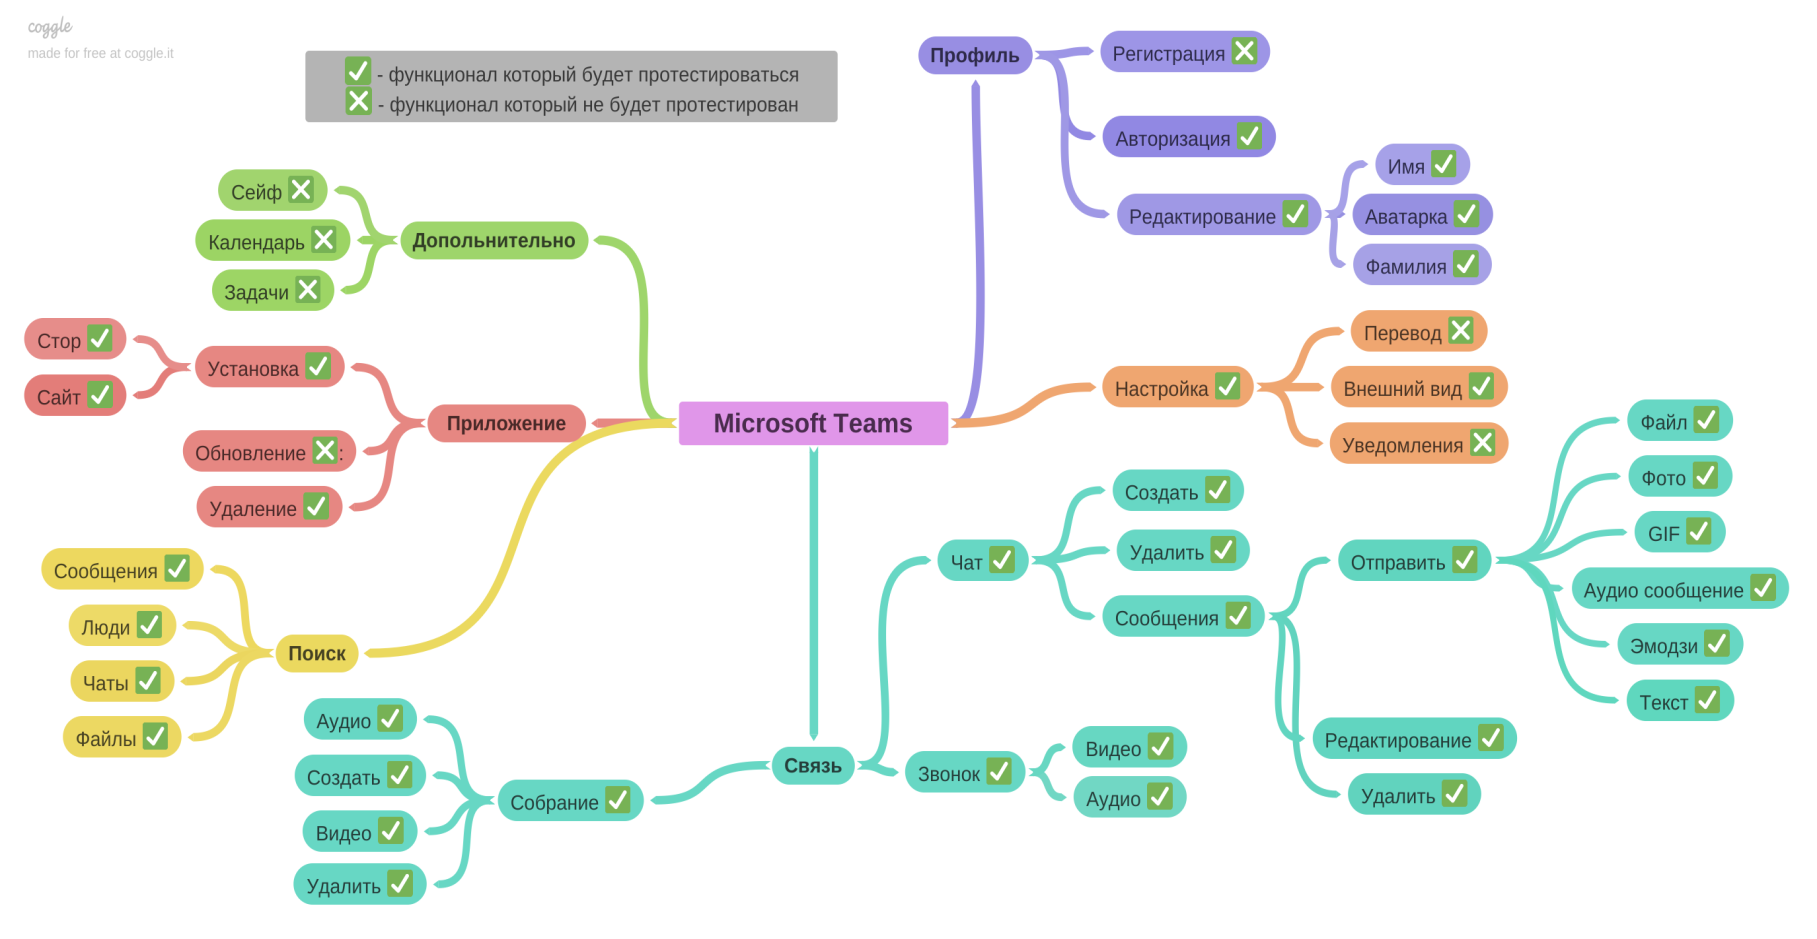 coggle
made for free at coggle.it
✅ - функционал который будет протестироваться
❎ - функционал который не будет протестирован
Microsoft Teams
Профиль
Регистрация ❎
Авторизация ✅
Редактирование ✅
Имя ✅
Аватарка ✅
Фамилия ✅
Настройка ✅
Перевод ❎
Внешний вид ✅
Уведомления ❎
Допольнительно
Сейф ❎
Календарь ❎
Задачи ❎
Приложение
Установка ✅
Стор ✅
Сайт ✅
Обновление ❎:
Удаление ✅
Поиск
Сообщения ✅
Люди ✅
Чаты ✅
Файлы ✅
Связь
Чат ✅
Создать ✅
Удалить ✅
Сообщения ✅
Отправить ✅
Файл ✅
Фото ✅
GIF ✅
Аудио сообщение ✅
Эмодзи ✅
Текст ✅
Редактирование ✅
Удалить ✅
Звонок ✅
Видео ✅
Аудио ✅
Собрание ✅
Аудио ✅
Создать ✅
Видео ✅
Удалить ✅